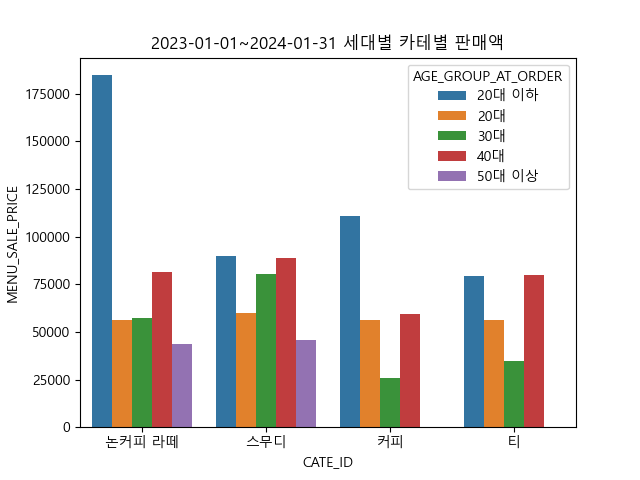 2023-01-01~2024-01-31 세대별 카테별 판매액
AGE_GROUP_AT_ORDER
20대 이하
20대
30대
40대
50대 이상
MENU_SALE_PRICE
175000
150000
125000
100000
75000
50000
25000
0
논커피 라떼
스무디
커피
티
CATE_ID